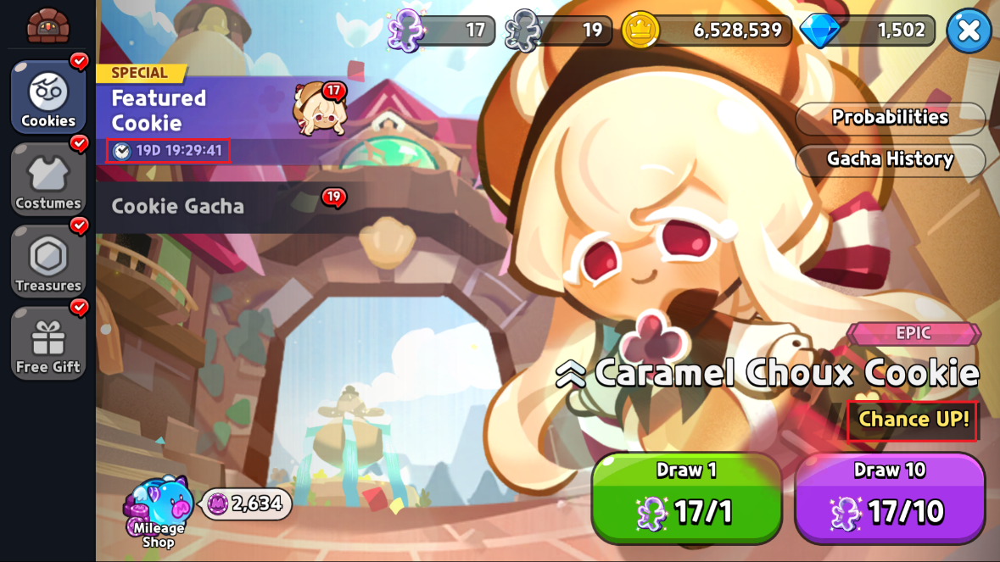 17
19
6,528,539
1,502
Cookies
Costumes
Treasures
Free Gift
SPECIAL
Featured
Cookie
17
19D 19:29:41
Cookie Gacha
19
Probabilities
Gacha History
EPIC
Caramel Choux Cookie
Chance UP!
Draw 1
17/1
Draw 10
17/10
M
2,634
Mileage
Shop